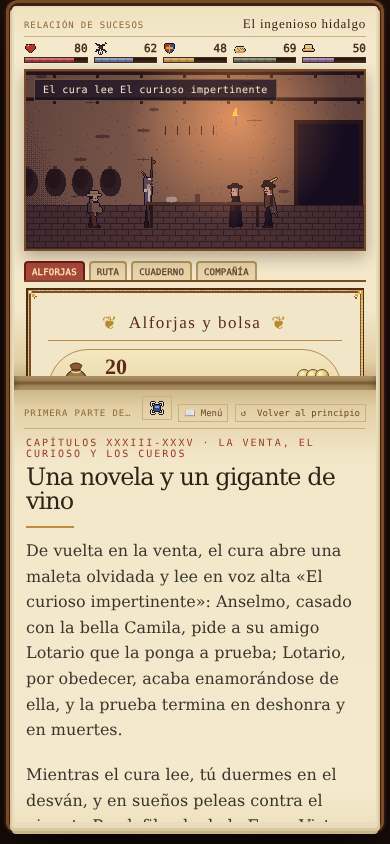 RELACIÓN DE SUCESOS
El ingenioso hidalgo
80 62 48 69 50
El cura lee El curioso impertinente
ALFORJAS RUTA CUADERNO COMPAÑÍA
Alforjas y bolsa
20
PRIMERA PARTE DE…
Menú
Volver al principio
CAPÍTULOS XXXIII-XXXV · LA VENTA, EL
CURIOSO Y LOS CUEROS
Una novela y un gigante de
vino
De vuelta en la venta, el cura abre una
maleta olvidada y lee en voz alta «El
curioso impertinente»: Anselmo, casado
con la bella Camila, pide a su amigo
Lotario que la ponga a prueba; Lotario,
por obedecer, acaba enamorándose de
ella, y la prueba termina en deshonra y
en muertes.
Mientras el cura lee, tú duermes en el
desván, y en sueños peleas contra el